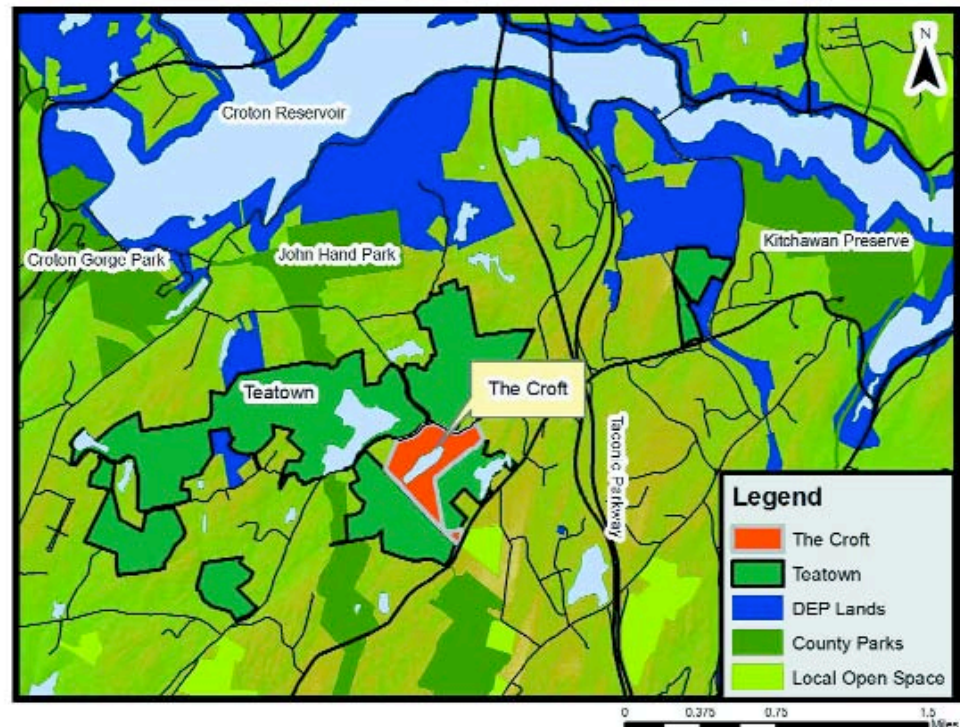 N
Croton Reservoir
Kitchawan Preserve
Croton Gorge Park
John Hand Park
Teatown
The Croft
Taconic Parkway
Legend
The Croft
Teatown
DEP Lands
County Parks
Local Open Space
0 0.375 0.75 1.5
Miles